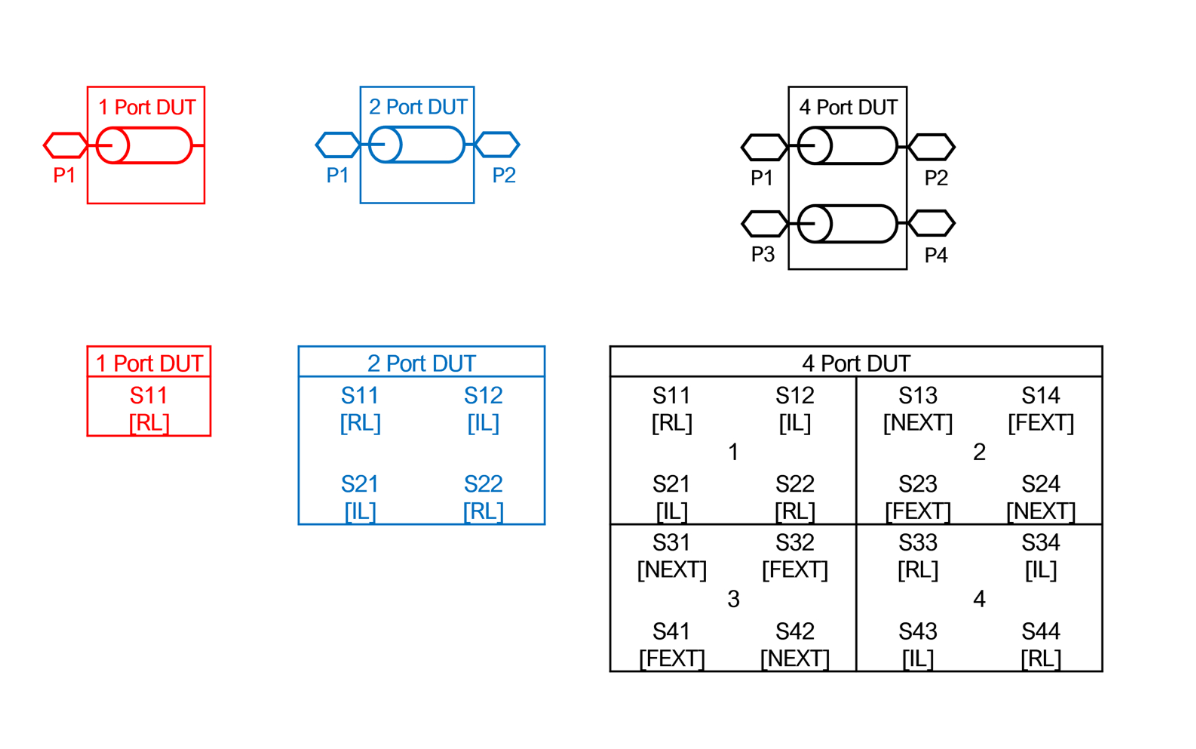 1 Port DUT
P1
2 Port DUT
P1 P2
4 Port DUT
P1 P2
P3 P4
1 Port DUT
S11
[RL]
2 Port DUT
S11 S12
[RL] [IL]
S21 S22
[IL] [RL]
4 Port DUT
S11 S12 S13 S14
[RL] [IL] [NEXT] [FEXT]
1 2
S21 S22 S23 S24
[IL] [RL] [FEXT] [NEXT]
S31 S32 S33 S34
[NEXT] [FEXT] [RL] [IL]
3 4
S41 S42 S43 S44
[FEXT] [NEXT] [IL] [RL]